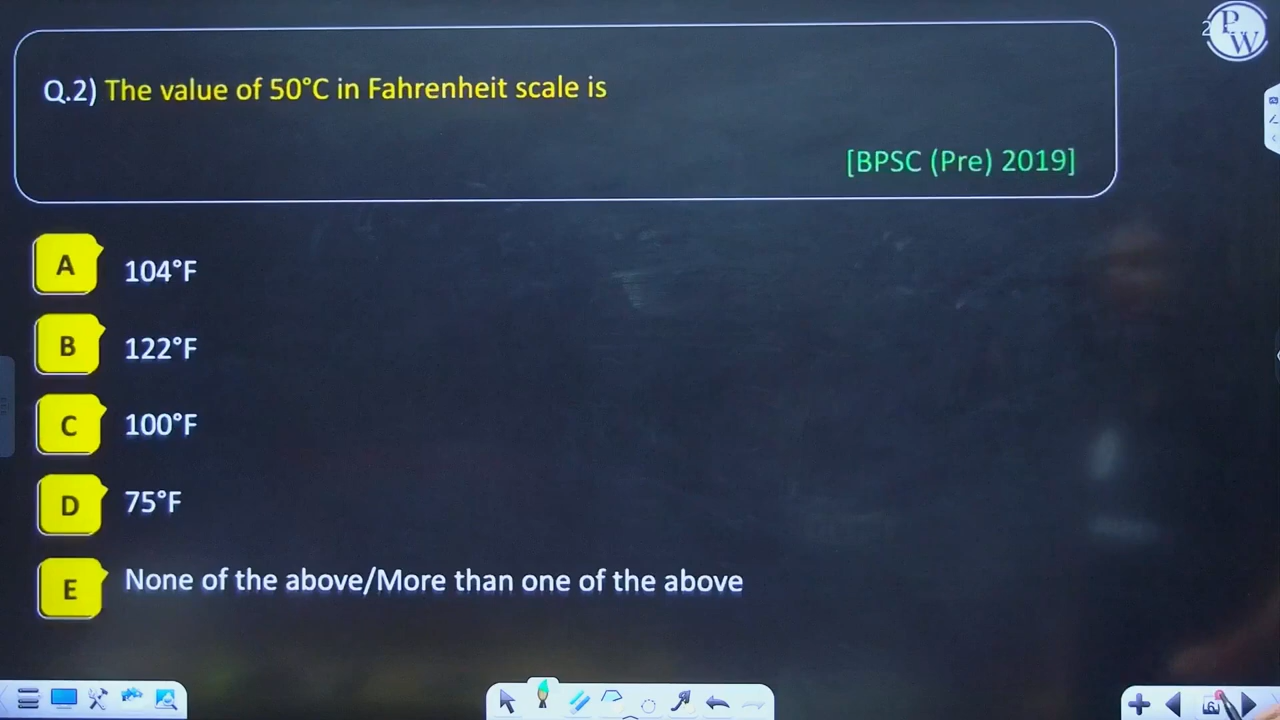 Q.2) The value of 50°C in Fahrenheit scale is
[BPSC (Pre) 2019]
A 104°F
B 122°F
C 100°F
D 75°F
E None of the above/More than one of the above
PW